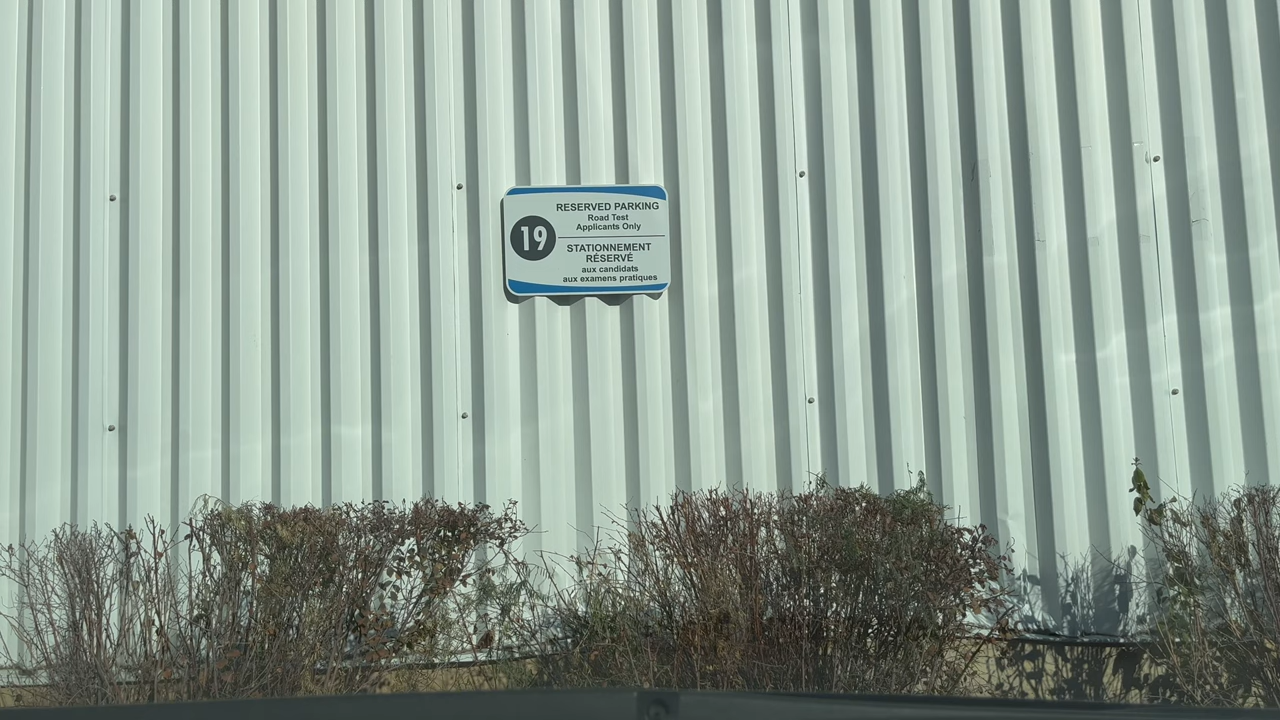 19
RESERVED PARKING
Road Test
Applicants Only
STATIONNEMENT
RÉSERVÉ
aux candidats
aux examens pratiques